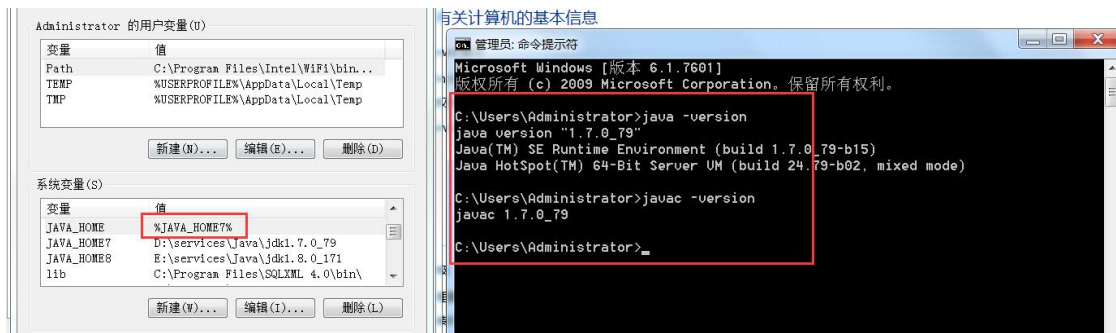 Administrator 的用户变量(U)
变量 值
Path C:\Program Files\Intel\WiFi\bin...
TEMP %USERPROFILE%\AppData\Local\Temp
TMP %USERPROFILE%\AppData\Local\Temp
新建(N)... 编辑(E)... 删除(D)
系统变量(S)
变量 值
JAVA_HOME %JAVA_HOME7%
JAVA_HOME7 D:\services\Java\jdk1.7.0_79
JAVA_HOME8 E:\services\Java\jdk1.8.0_171
lib C:\Program Files\SQLXML 4.0\bin\
新建(W)... 编辑(I)... 删除(L)
有关计算机的基本信息
管理员: 命令提示符
Microsoft Windows [版本 6.1.7601]
版权所有 (c) 2009 Microsoft Corporation。保留所有权利。
C:\Users\Administrator>java -version
java version "1.7.0_79"
Java(TM) SE Runtime Environment (build 1.7.0_79-b15)
Java HotSpot(TM) 64-Bit Server VM (build 24.79-b02, mixed mode)
C:\Users\Administrator>javac -version
javac 1.7.0_79
C:\Users\Administrator>_